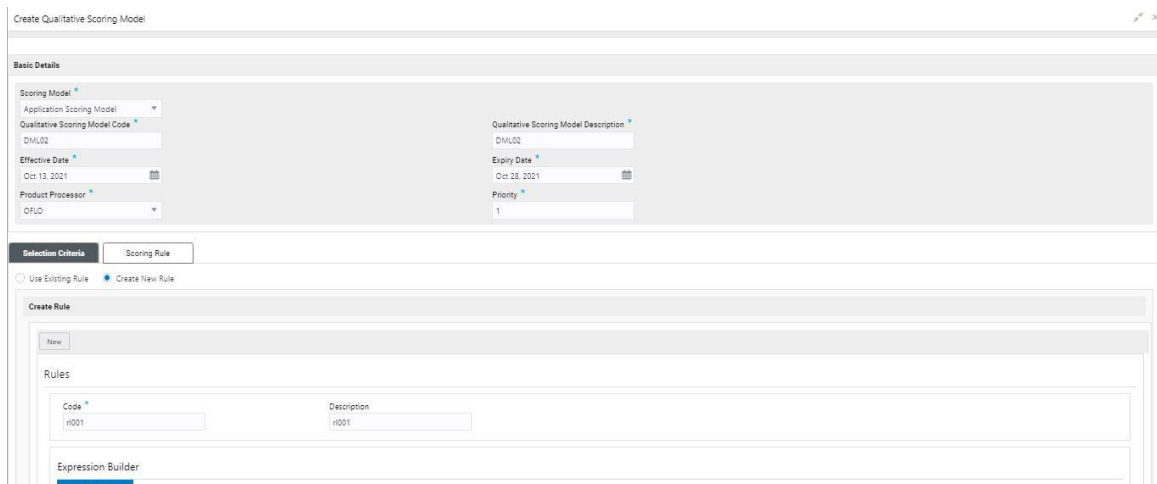 Create Qualitative Scoring Model
Basic Details
Scoring Model *
Application Scoring Model
Qualitative Scoring Model Code * Qualitative Scoring Model Description *
DML02 DML02
Effective Date * Expiry Date *
Oct 13, 2021 Oct 28, 2021
Product Processor * Priority *
OFLO 1
Selection Criteria Scoring Rule
Use Existing Rule Create New Rule
Create Rule
New
Rules
Code * Description
rl001 rl001
Expression Builder